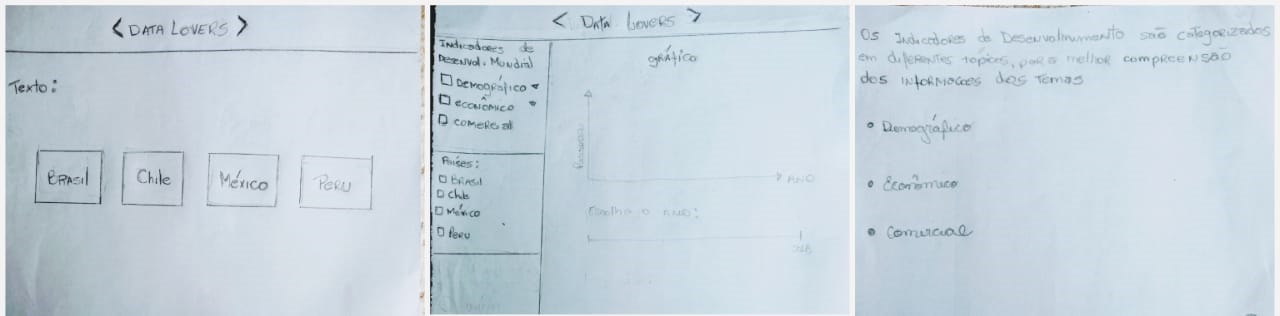 < DATA LOVERS >
Texto:
BRASIL
Chile
México
PERU
< DATA LOVERS >
Indicadores de
Desenvol. Mundial
DEMOGRÁFICO
ECONÔMICO
COMERCIAL
Países:
BRASIL
Chile
México
PERU
gráfico
ANO
Escolha o ANO:
Os Indicadores de Desenvolvimento são categorizados
em diferentes tópicos, para melhor compreensão
dos INFORMAÇÕES dos Temas
• Demográfico
• Econômico
• Comercial